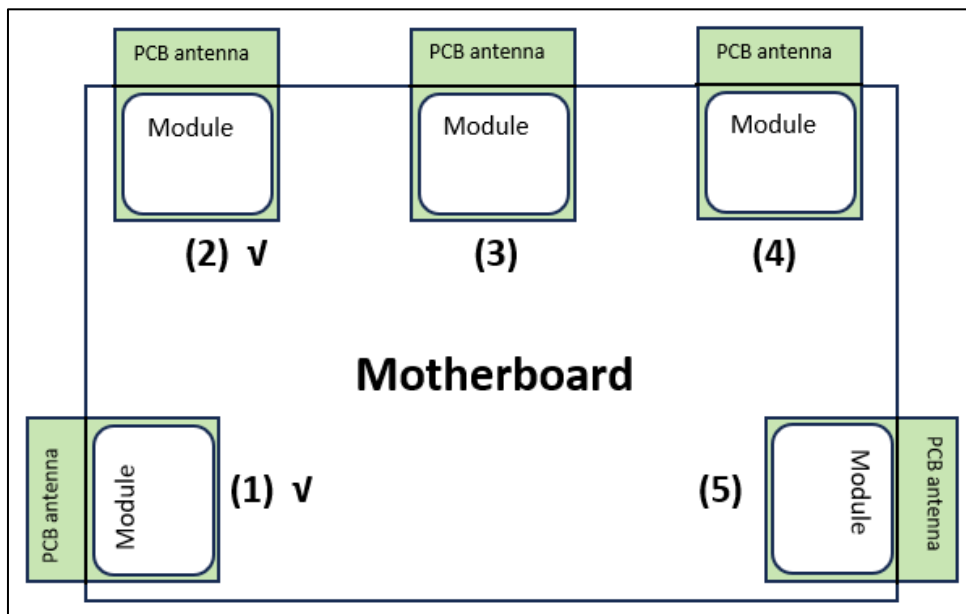 PCB antenna
PCB antenna
PCB antenna
Module
Module
Module
(2) √
(3)
(4)
Motherboard
PCB antenna
Module
(1) √
(5)
Module
PCB antenna